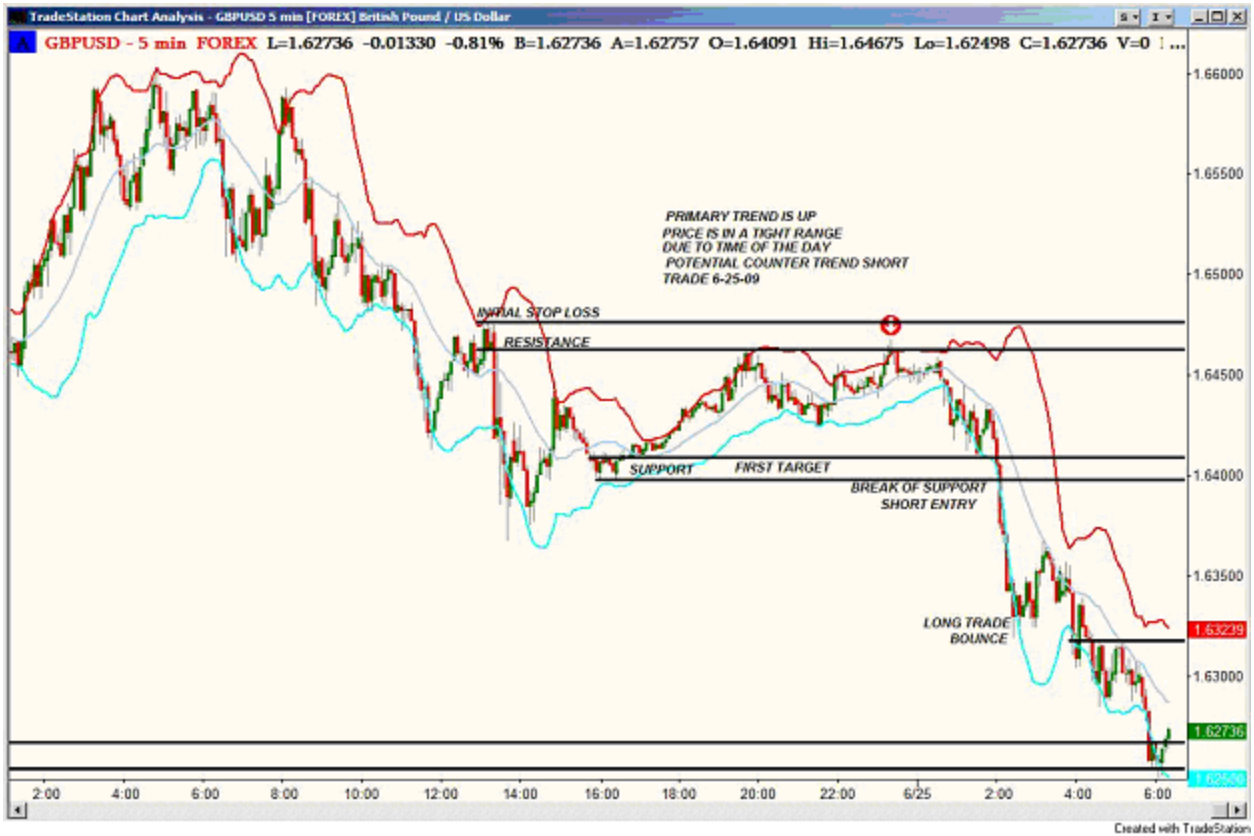 TradeStation Chart Analysis - GBPUSD 5 min [FOREX] British Pound / US Dollar
S I
A GBPUSD - 5 min FOREX L=1.62736 -0.01330 -0.81% B=1.62736 A=1.62757 O=1.64091 Hi=1.64675 Lo=1.62498 C=1.62736 V=0 1 ...
1.66000
1.65500
PRIMARY TREND IS UP
PRICE IS IN A TIGHT RANGE
DUE TO TIME OF THE DAY
POTENTIAL COUNTER TREND SHORT
TRADE 6-25-09
1.65000
INITIAL STOP LOSS
RESISTANCE
1.64500
SUPPORT
FIRST TARGET
1.64000
BREAK OF SUPPORT
SHORT ENTRY
1.63500
LONG TRADE
BOUNCE
1.63239
1.63000
1.62736
2:00 4:00 6:00 8:00 10:00 12:00 14:00 16:00 18:00 20:00 22:00 6/25 2:00 4:00 6:00
Created with TradeStation